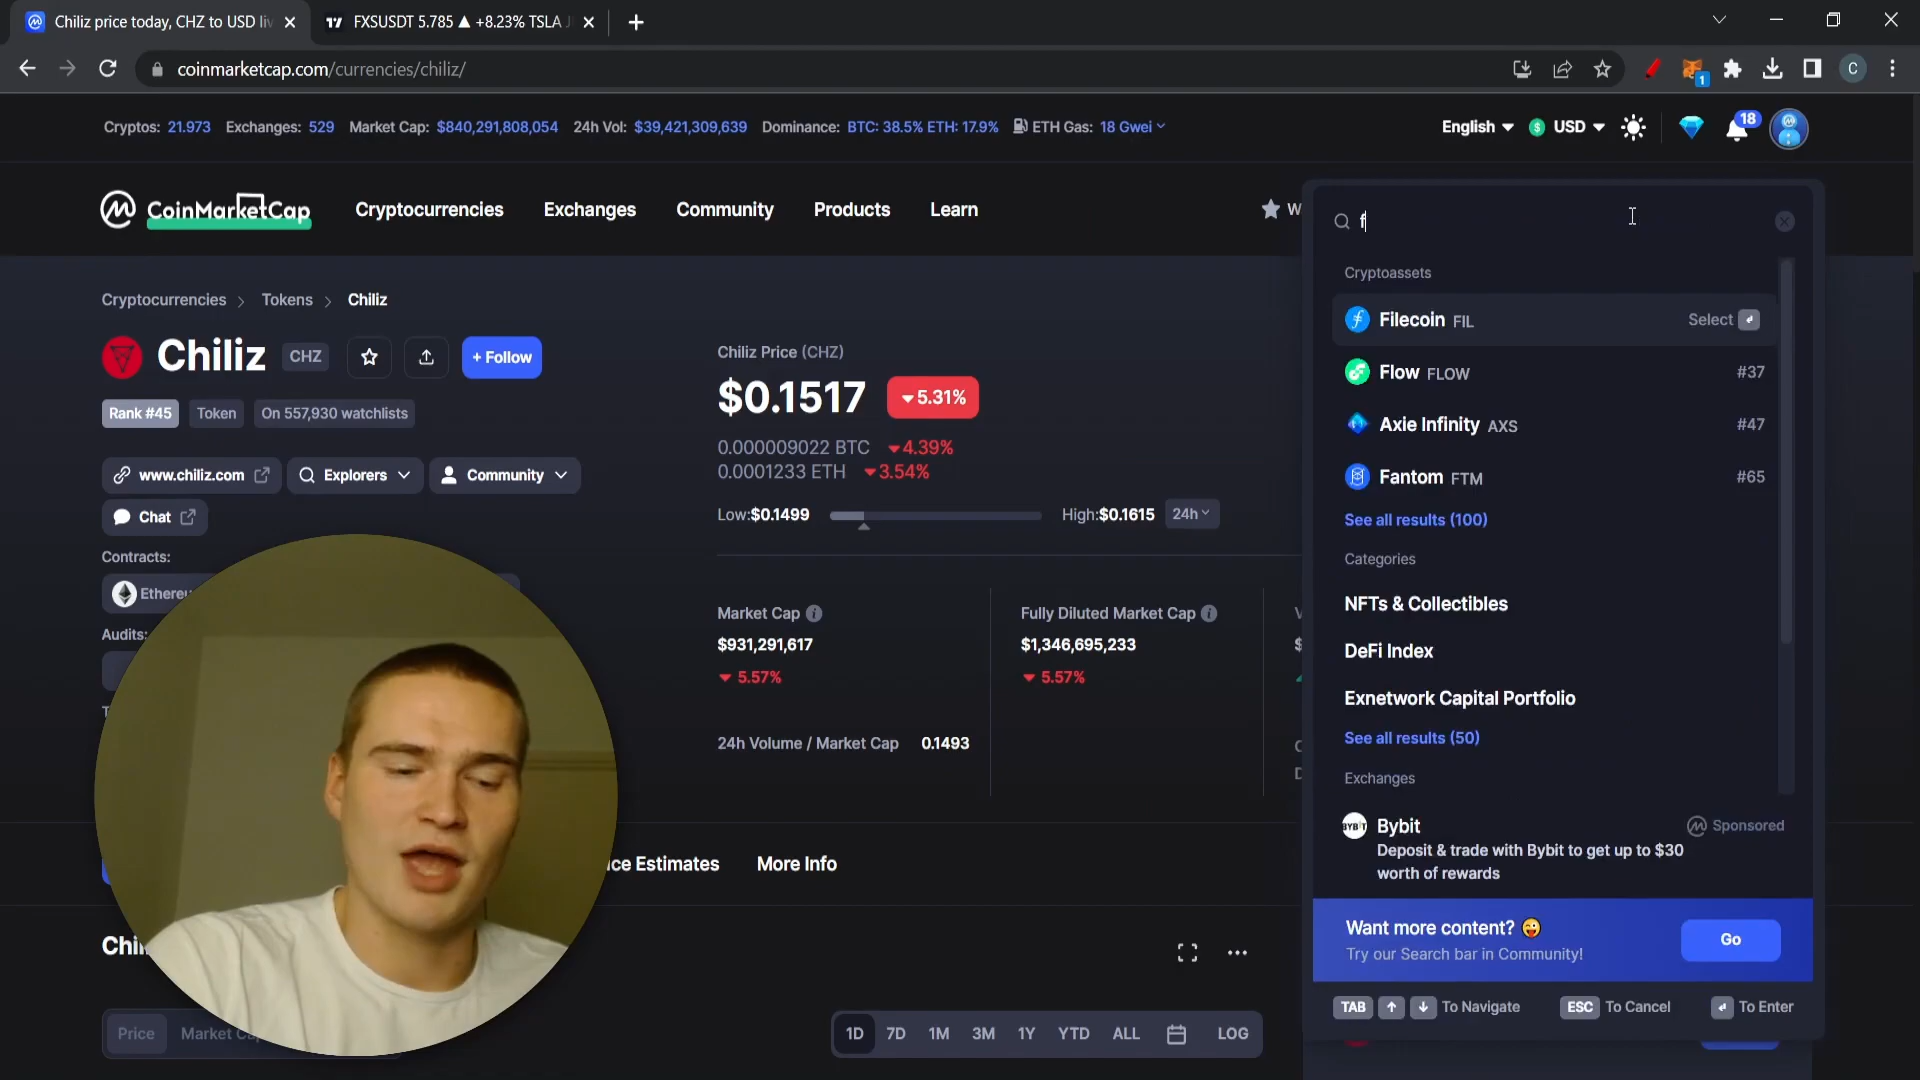 Chiliz price today, CHZ to USD liv
FXSUSDT 5.785 ▲ +8.23% TSLA
coinmarketcap.com/currencies/chiliz/
1
C
Cryptos: 21.973 Exchanges: 529 Market Cap: $840,291,808,054 24h Vol: $39,421,309,639 Dominance: BTC: 38.5% ETH: 17.9% ETH Gas: 18 Gwei
English USD 18
CoinMarketCap Cryptocurrencies Exchanges Community Products Learn
f
Cryptocurrencies > Tokens > Chiliz
Chiliz CHZ + Follow
Rank #45 Token On 557,930 watchlists
www.chiliz.com Explorers Community
Chat
Contracts:
Audits:
Chiliz Price (CHZ)
$0.1517 5.31%
0.000009022 BTC 4.39%
0.0001233 ETH 3.54%
Low:$0.1499 High:$0.1615 24h
Market Cap
$931,291,617
5.57%
Fully Diluted Market Cap
$1,346,695,233
5.57%
24h Volume / Market Cap 0.1493
Estimates More Info
Price 1D 7D 1M 3M 1Y YTD ALL LOG
Cryptoassets
Filecoin FIL Select
Flow FLOW #37
Axie Infinity AXS #47
Fantom FTM #65
See all results (100)
Categories
NFTs & Collectibles
DeFi Index
Exnetwork Capital Portfolio
See all results (50)
Exchanges
Bybit Sponsored
Deposit & trade with Bybit to get up to $30
worth of rewards
Want more content? 😜
Try our Search bar in Community!
Go
TAB ↑ ↓ To Navigate ESC To Cancel To Enter